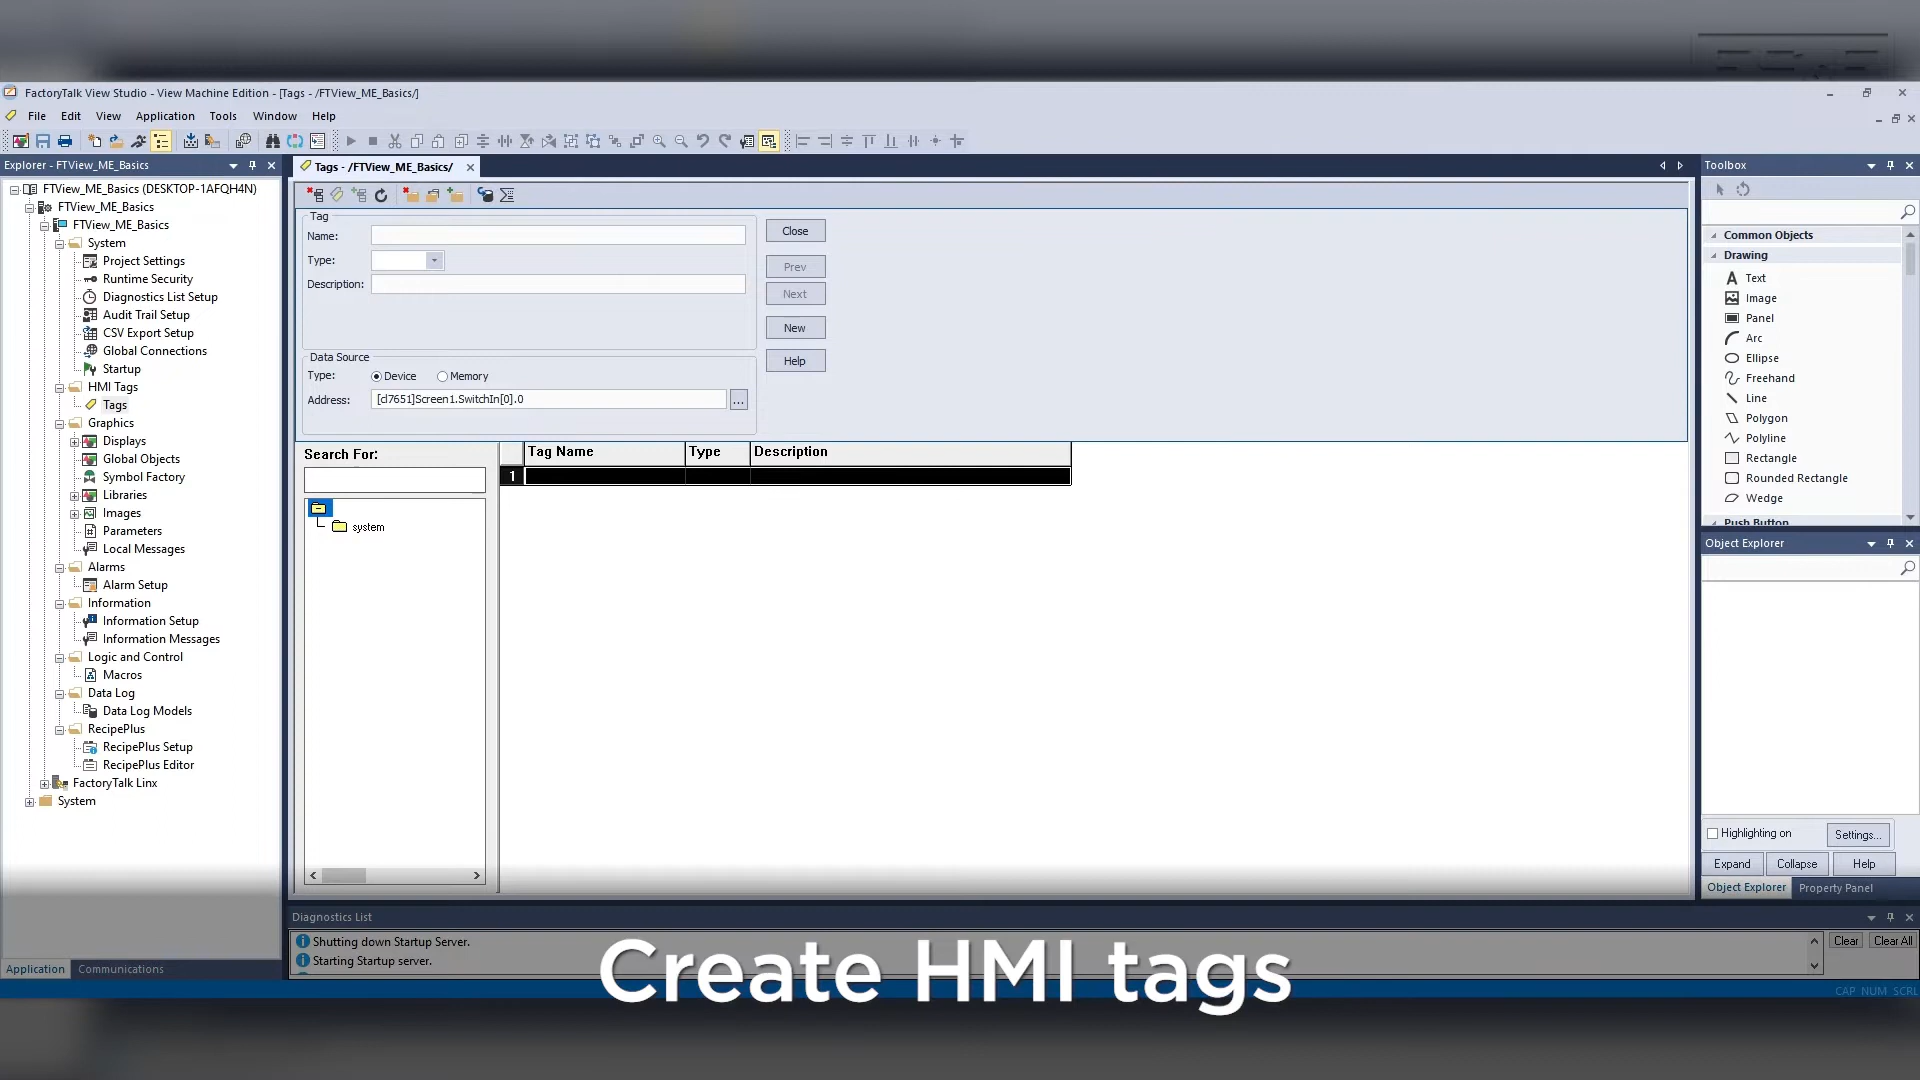 FactoryTalk View Studio - View Machine Edition - [Tags - /FTView_ME_Basics/]
File Edit View Application Tools Window Help
Explorer - FTView_ME_Basics
FTView_ME_Basics (DESKTOP-1AFQH4N)
FTView_ME_Basics
FTView_ME_Basics
System
Project Settings
Runtime Security
Diagnostics List Setup
Audit Trail Setup
CSV Export Setup
Global Connections
Startup
HMI Tags
Tags
Graphics
Displays
Global Objects
Symbol Factory
Libraries
Images
Parameters
Local Messages
Alarms
Alarm Setup
Information
Information Setup
Information Messages
Logic and Control
Macros
Data Log
Data Log Models
RecipePlus
RecipePlus Setup
RecipePlus Editor
FactoryTalk Linx
System
Application Communications
Tags - /FTView_ME_Basics/
Tag
Name:
Type:
Description:
Close
Prev
Next
New
Help
Data Source
Type: Device Memory
Address: [cl7651]Screen1.SwitchIn[0].0 ...
Search For:
system
Tag Name Type Description
1
Toolbox
Common Objects
Drawing
Text
Image
Panel
Arc
Ellipse
Freehand
Line
Polygon
Polyline
Rectangle
Rounded Rectangle
Wedge
Push Button
Object Explorer
Highlighting on Settings...
Expand Collapse Help
Object Explorer Property Panel
Diagnostics List
Shutting down Startup Server.
Starting Startup server.
Clear Clear All
Create HMI tags
CAP NUM SCRL